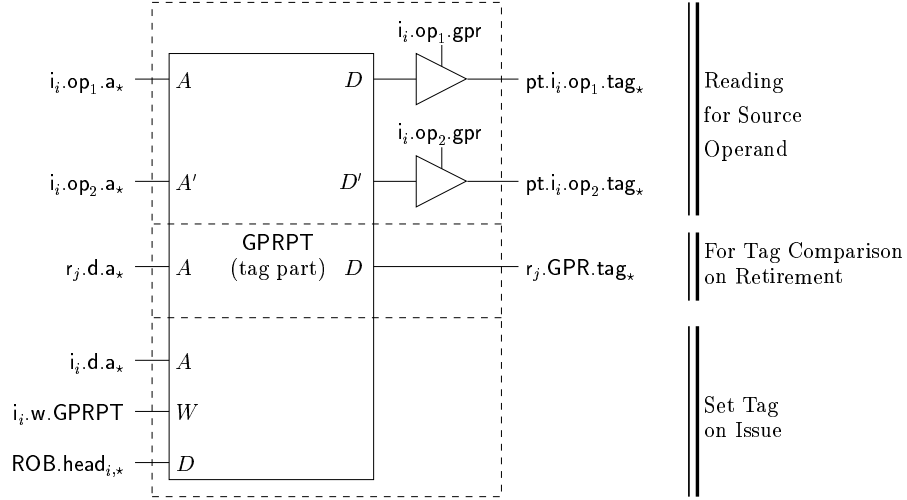 i_i.op_1.gpr
i_i.op_1.a_⋆ A D pt.i_i.op_1.tag_⋆
Reading
for Source
Operand
i_i.op_2.gpr
i_i.op_2.a_⋆ A′ D′ pt.i_i.op_2.tag_⋆
GPRPT
(tag part)
r_j.d.a_⋆ A D r_j.GPR.tag_⋆
For Tag Comparison
on Retirement
i_i.d.a_⋆ A
i_i.w.GPRPT W
ROB.head_{i,⋆} D
Set Tag
on Issue